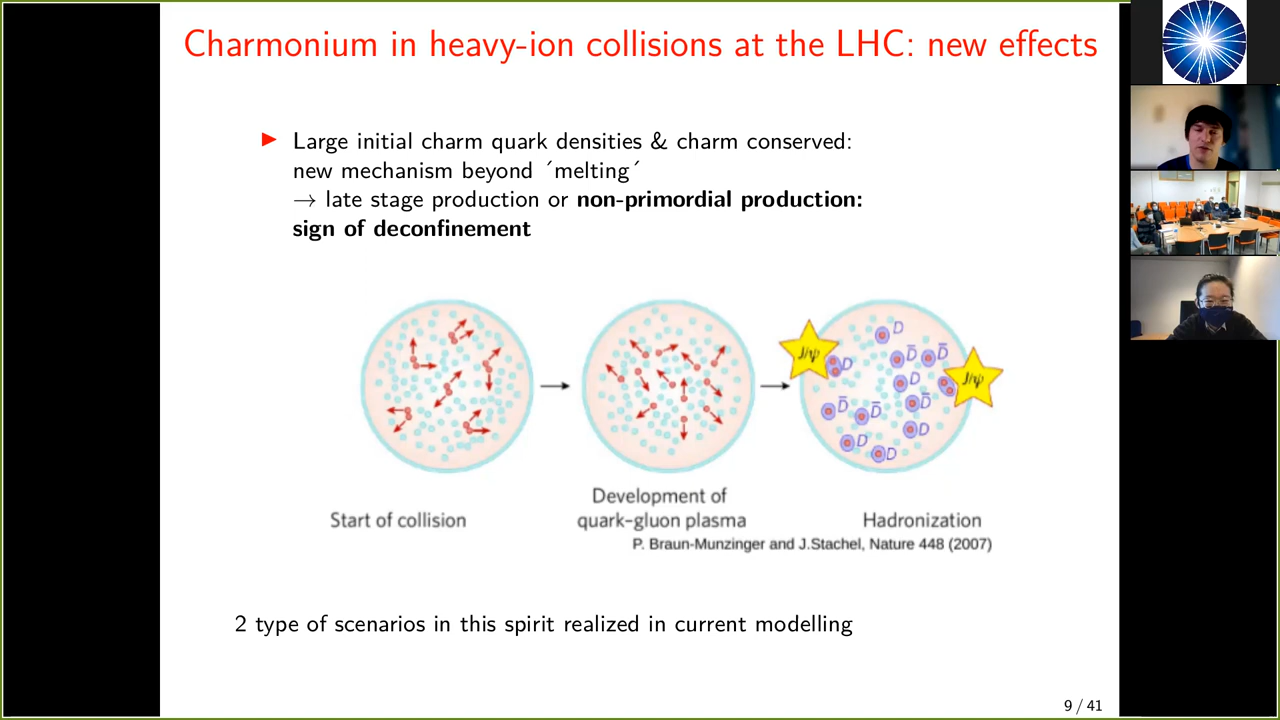 Charmonium in heavy-ion collisions at the LHC: new effects
▶ Large initial charm quark densities & charm conserved:
new mechanism beyond ´melting´
→ late stage production or non-primordial production:
sign of deconfinement
J/ψ
D
D
D̅
D̅
D
J/ψ
D̅
D̅
D̅
D
D
D
Start of collision
Development of
quark–gluon plasma
Hadronization
P. Braun-Munzinger and J.Stachel, Nature 448 (2007)
2 type of scenarios in this spirit realized in current modelling
9 / 41